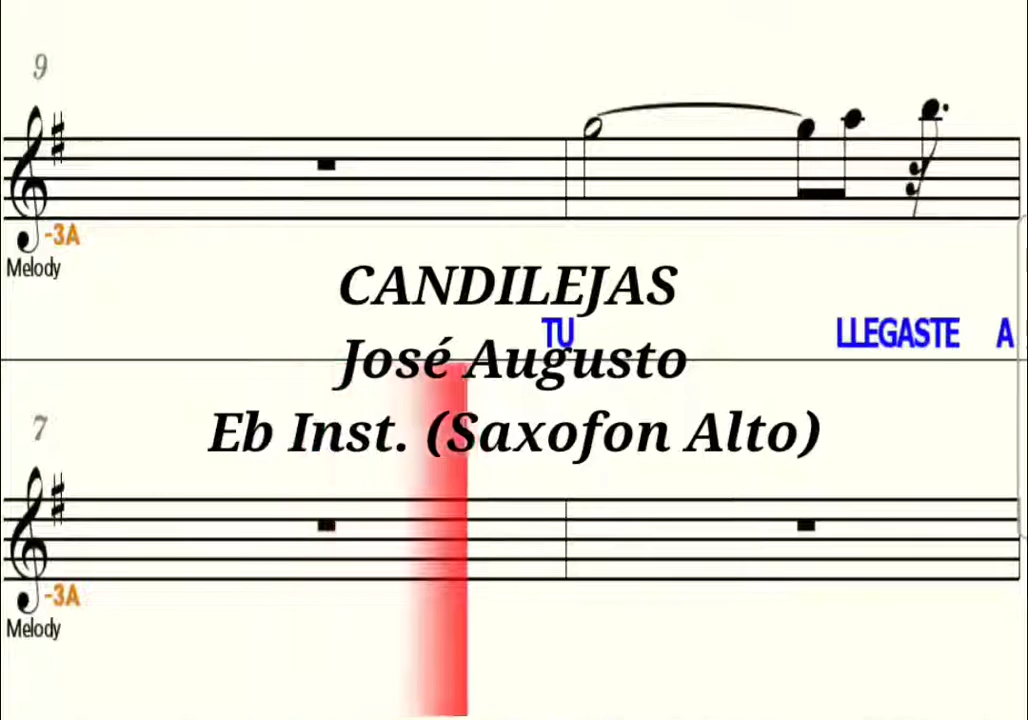 9
-3A
Melody
CANDILEJAS
TU LLEGASTE A
José Augusto
7
Eb Inst. (Saxofon Alto)
-3A
Melody